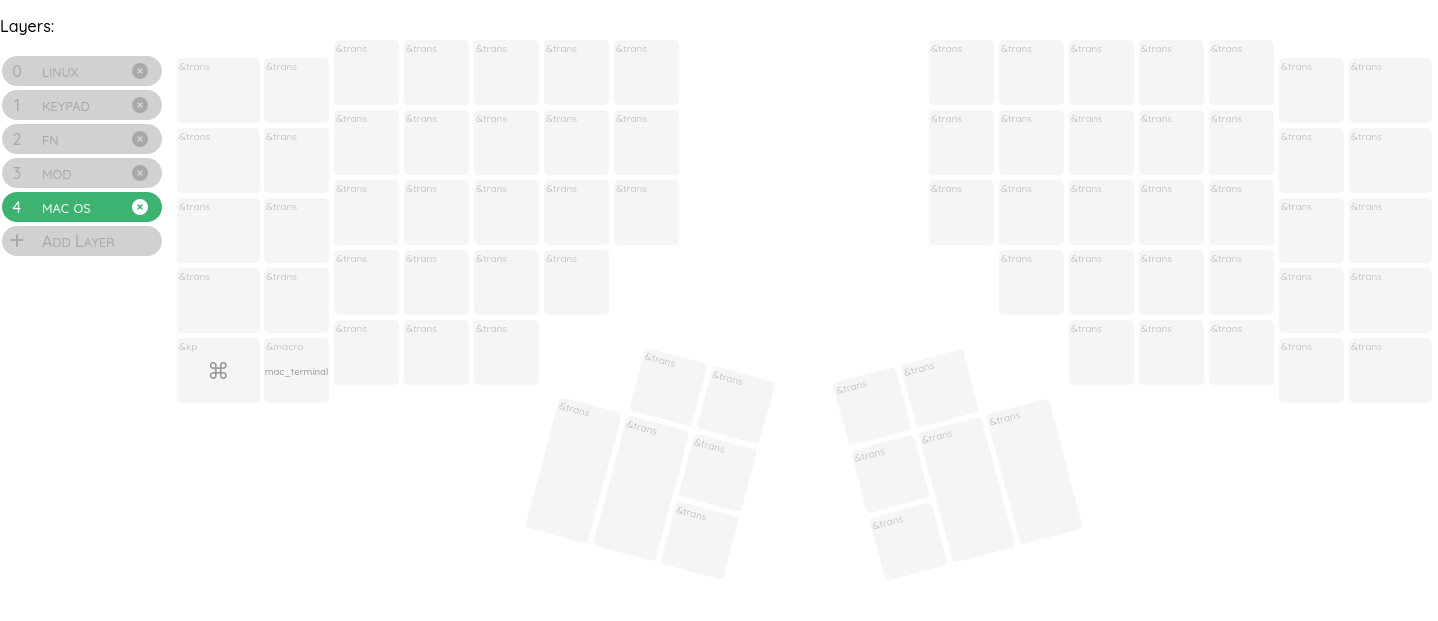 Layers:
0 LINUX
1 KEYPAD
2 FN
3 MOD
4 MAC OS
+ ADD LAYER
&trans &trans &trans &trans &trans &trans &trans &trans &trans &trans &trans &trans &trans &trans
&trans &trans &trans &trans &trans &trans &trans &trans &trans &trans &trans &trans &trans &trans
&trans &trans &trans &trans &trans &trans &trans &trans &trans &trans &trans &trans &trans &trans
&trans &trans &trans &trans &trans &trans &trans &trans &trans &trans &trans &trans
&kp &macro &trans &trans &trans &trans &trans &trans &trans &trans
⌘ mac_terminal
&trans &trans &trans &trans
&trans &trans &trans &trans &trans &trans
&trans &trans